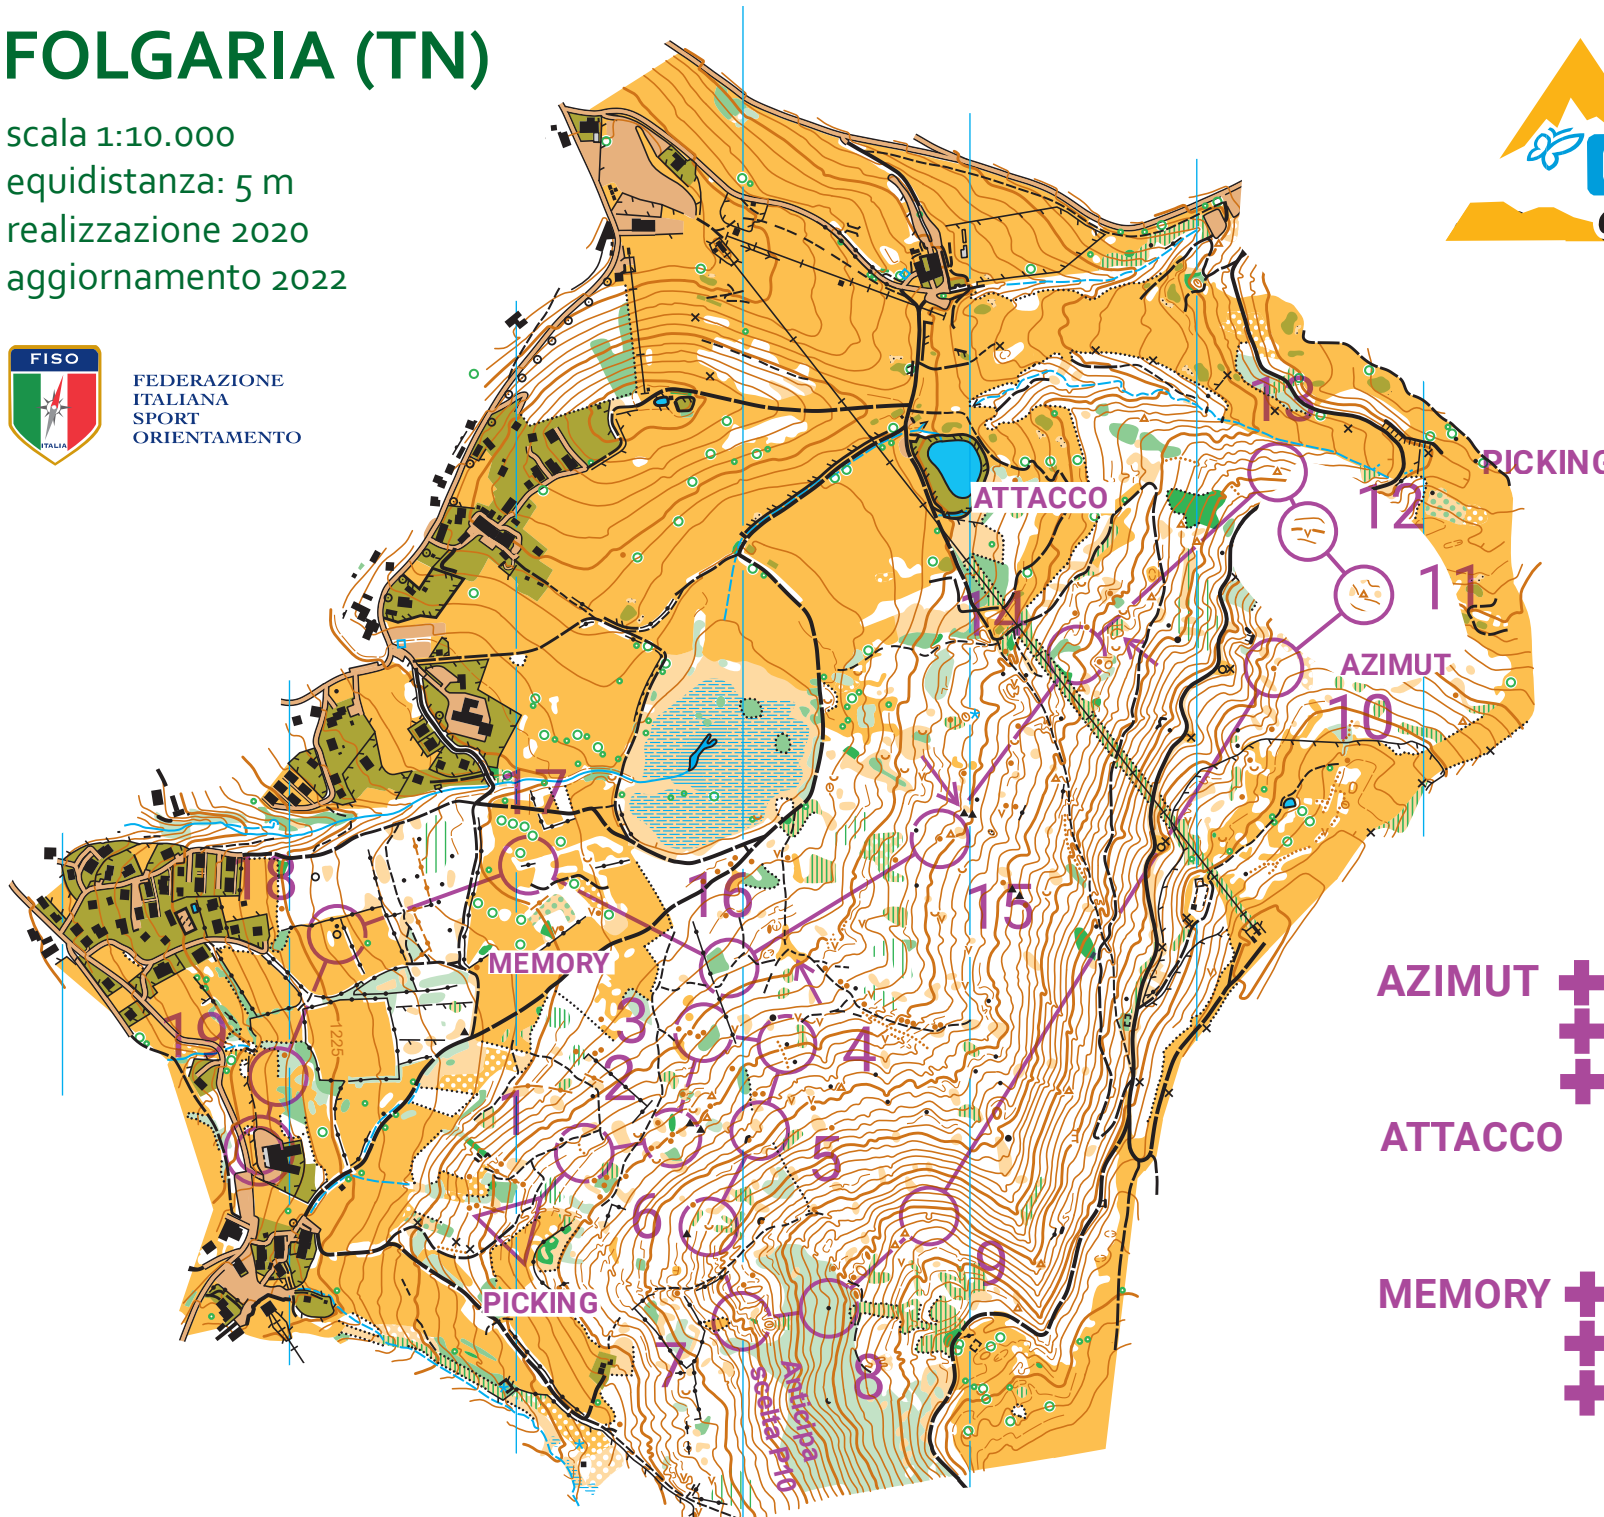 FOLGARIA (TN)
scala 1:10.000
equidistanza: 5 m
realizzazione 2020
aggiornamento 2022
FISO
ITALIA
FEDERAZIONE
ITALIANA
SPORT
ORIENTAMENTO
13
PICKING
ATTACCO
12
11
14
AZIMUT
10
17
18
16
15
MEMORY
AZIMUT
3
19
1225
4
2
1
ATTACCO
5
6
9
MEMORY
PICKING
7
8
Anticipa
scelta P10